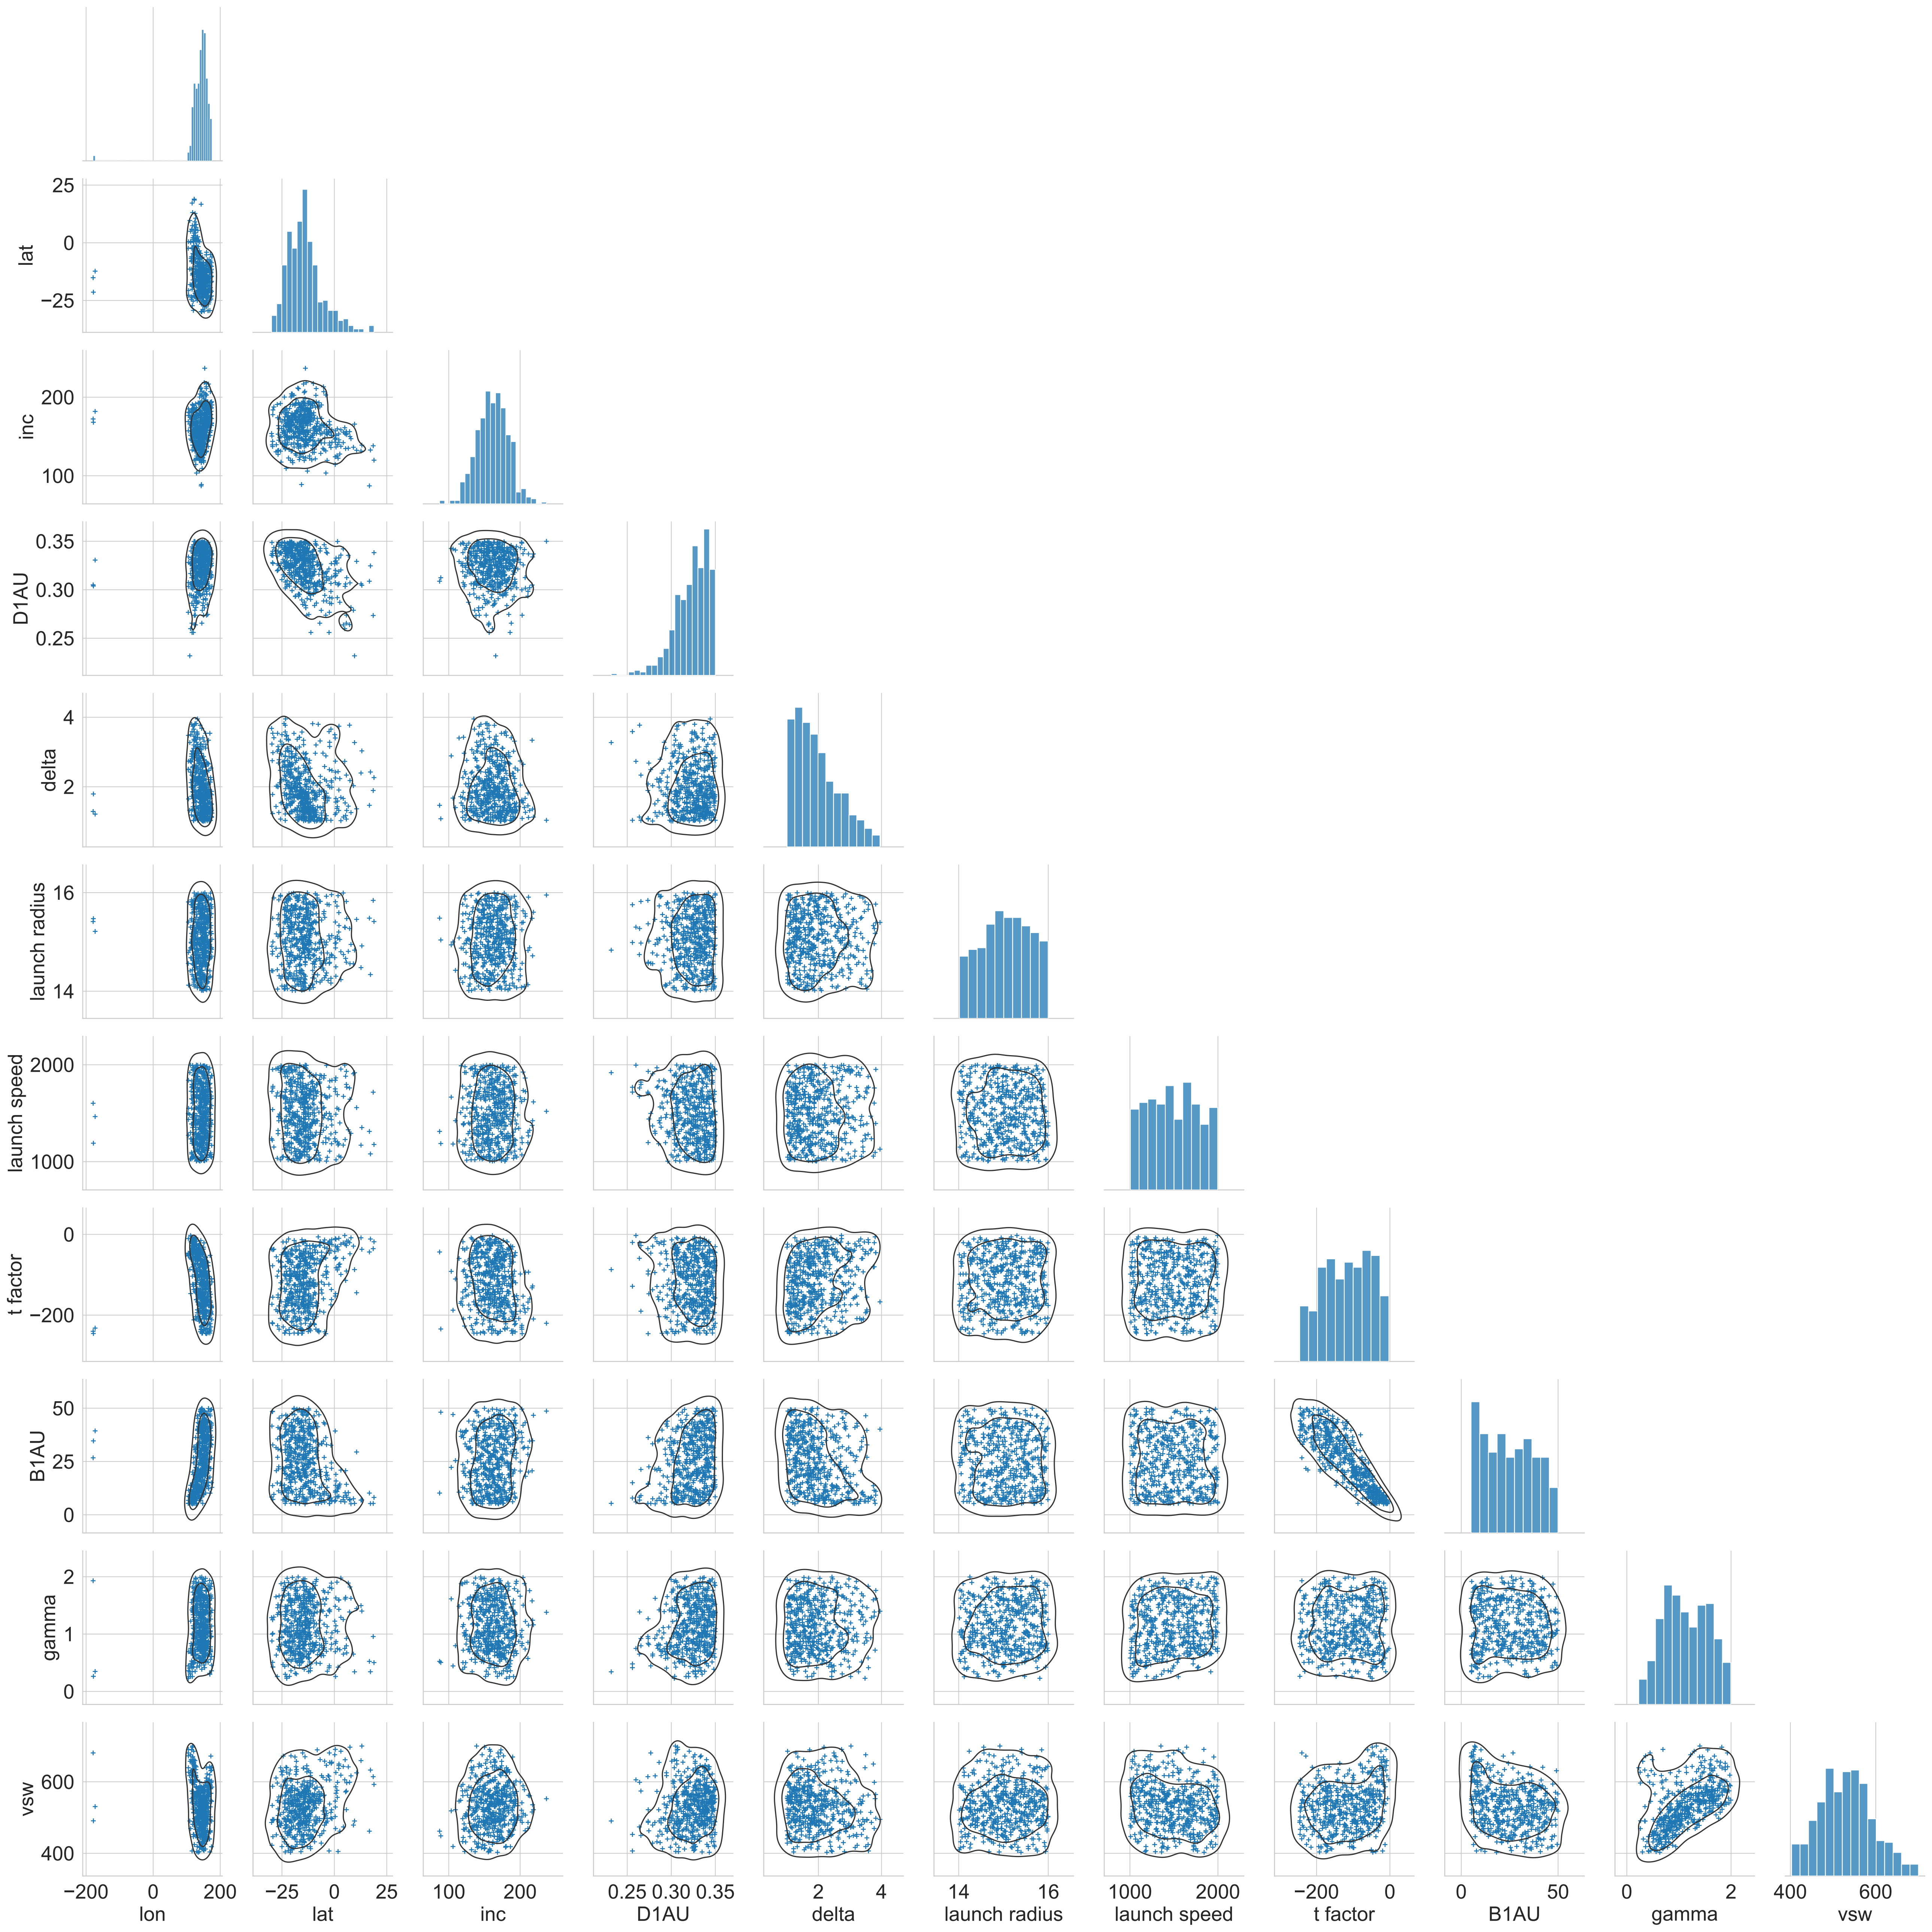 25
0
−25
lat
200
100
inc
0.35
0.30
0.25
D1AU
4
2
delta
16
14
launch radius
2000
1000
launch speed
0
−200
t factor
50
25
0
B1AU
2
1
0
gamma
600
400
vsw
−200 0 200 −25 0 25 100 200 0.25 0.30 0.35 2 4 14 16 1000 2000 −200 0 0 50 0 2 400 600
lon lat inc D1AU delta launch radius launch speed t factor B1AU gamma vsw